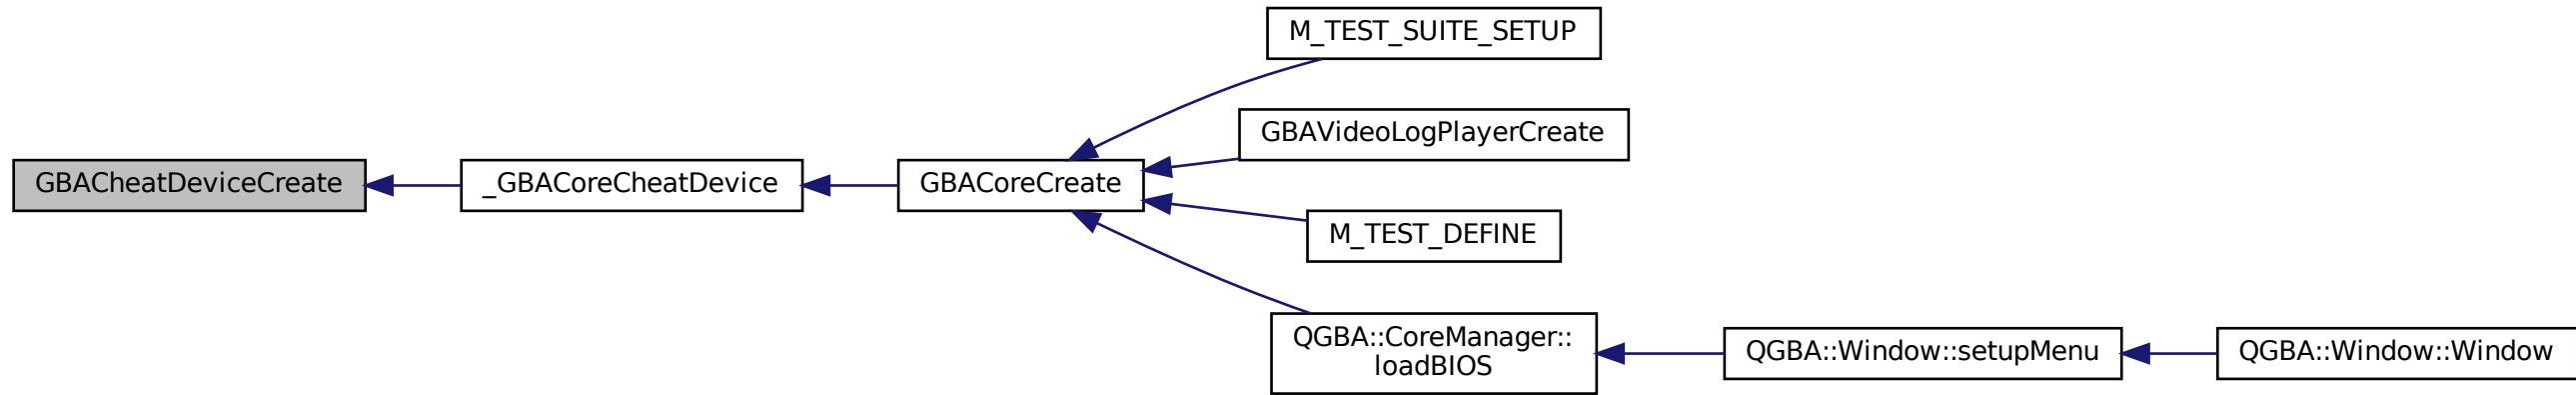 M_TEST_SUITE_SETUP
GBAVideoLogPlayerCreate
GBACheatDeviceCreate
_GBACoreCheatDevice
GBACoreCreate
M_TEST_DEFINE
QGBA::CoreManager::
loadBIOS
QGBA::Window::setupMenu
QGBA::Window::Window